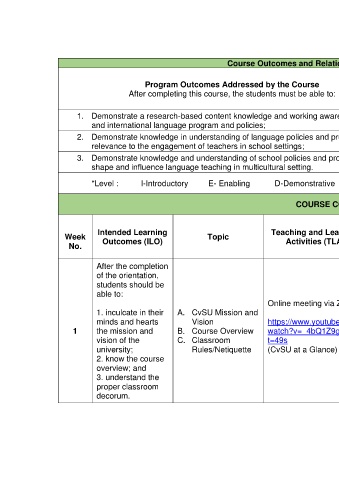 Course Outcomes and Relatio
Program Outcomes Addressed by the Course
After completing this course, the students must be able to:
1. Demonstrate a research-based content knowledge and working aware
and international language program and policies;
2. Demonstrate knowledge in understanding of language policies and pr
relevance to the engagement of teachers in school settings;
3. Demonstrate knowledge and understanding of school policies and pro
shape and influence language teaching in multicultural setting.
*Level : I-Introductory E- Enabling D-Demonstrative
COURSE C
Week
No.
Intended Learning
Outcomes (ILO)
Topic
Teaching and Lea
Activities (TLA
1
After the completion
of the orientation,
students should be
able to:
1. inculcate in their
minds and hearts
the mission and
vision of the
university;
2. know the course
overview; and
3. understand the
proper classroom
decorum.
A. CvSU Mission and
Vision
B. Course Overview
C. Classroom
Rules/Netiquette
Online meeting via Z
https://www.youtube
watch?v=_4bQ1Z9g
t=49s
(CvSU at a Glance)